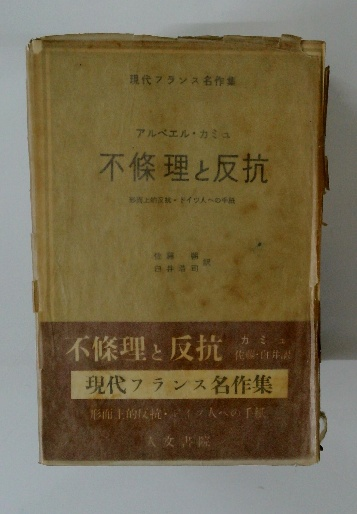 現代フランス名作集
アルベエル・カミュ
不條理と反抗
形而上的反抗・ドイツ人への手紙
佐藤 朔
白井浩司 訳
不條理と反抗 カミュ
佐藤・白井訳
現代フランス名作集
形而上的反抗・ドイツ人への手紙
人文書院